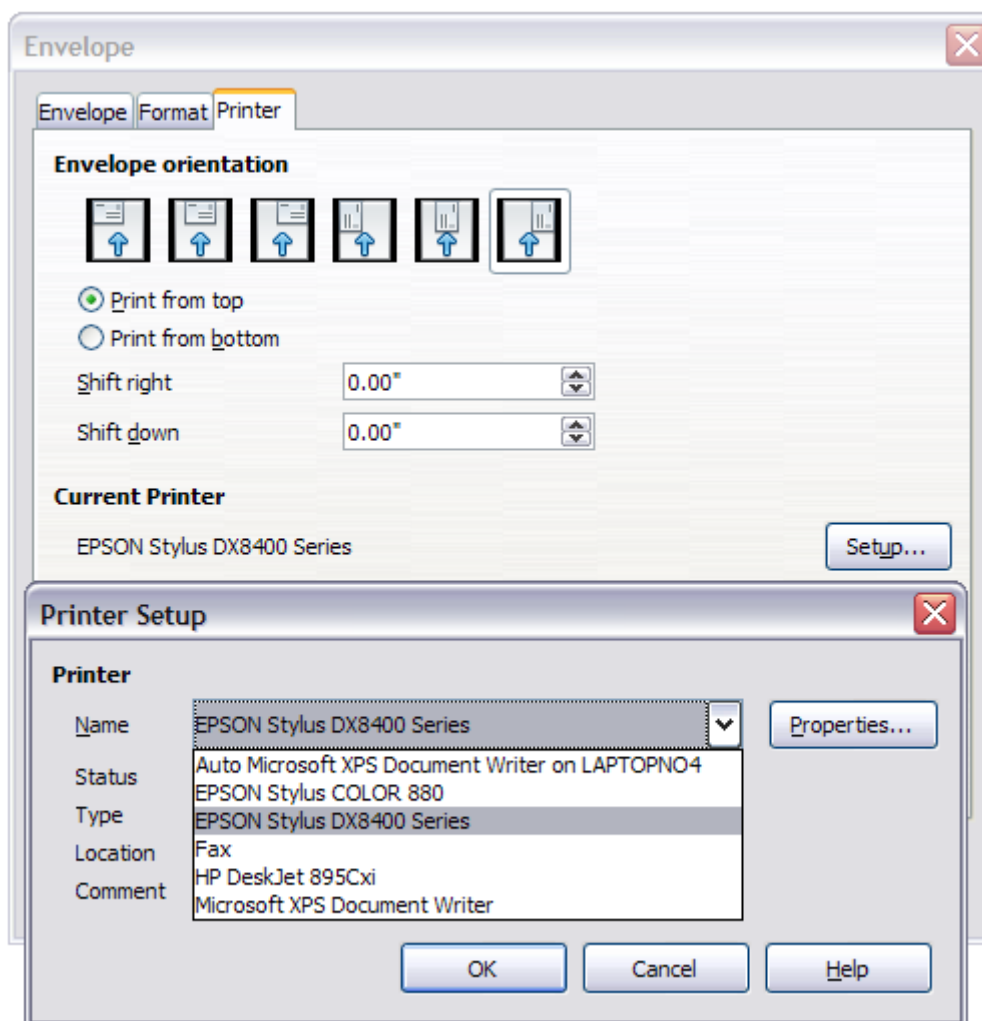 Envelope
Envelope Format Printer
Envelope orientation
Print from top
Print from bottom
Shift right 0.00"
Shift down 0.00"
Current Printer
EPSON Stylus DX8400 Series Setup...
Printer Setup
Printer
Name EPSON Stylus DX8400 Series Properties...
Auto Microsoft XPS Document Writer on LAPTOPNO4
Status
EPSON Stylus COLOR 880
Type
EPSON Stylus DX8400 Series
Location
Fax
Comment
HP DeskJet 895Cxi
Microsoft XPS Document Writer
OK Cancel Help